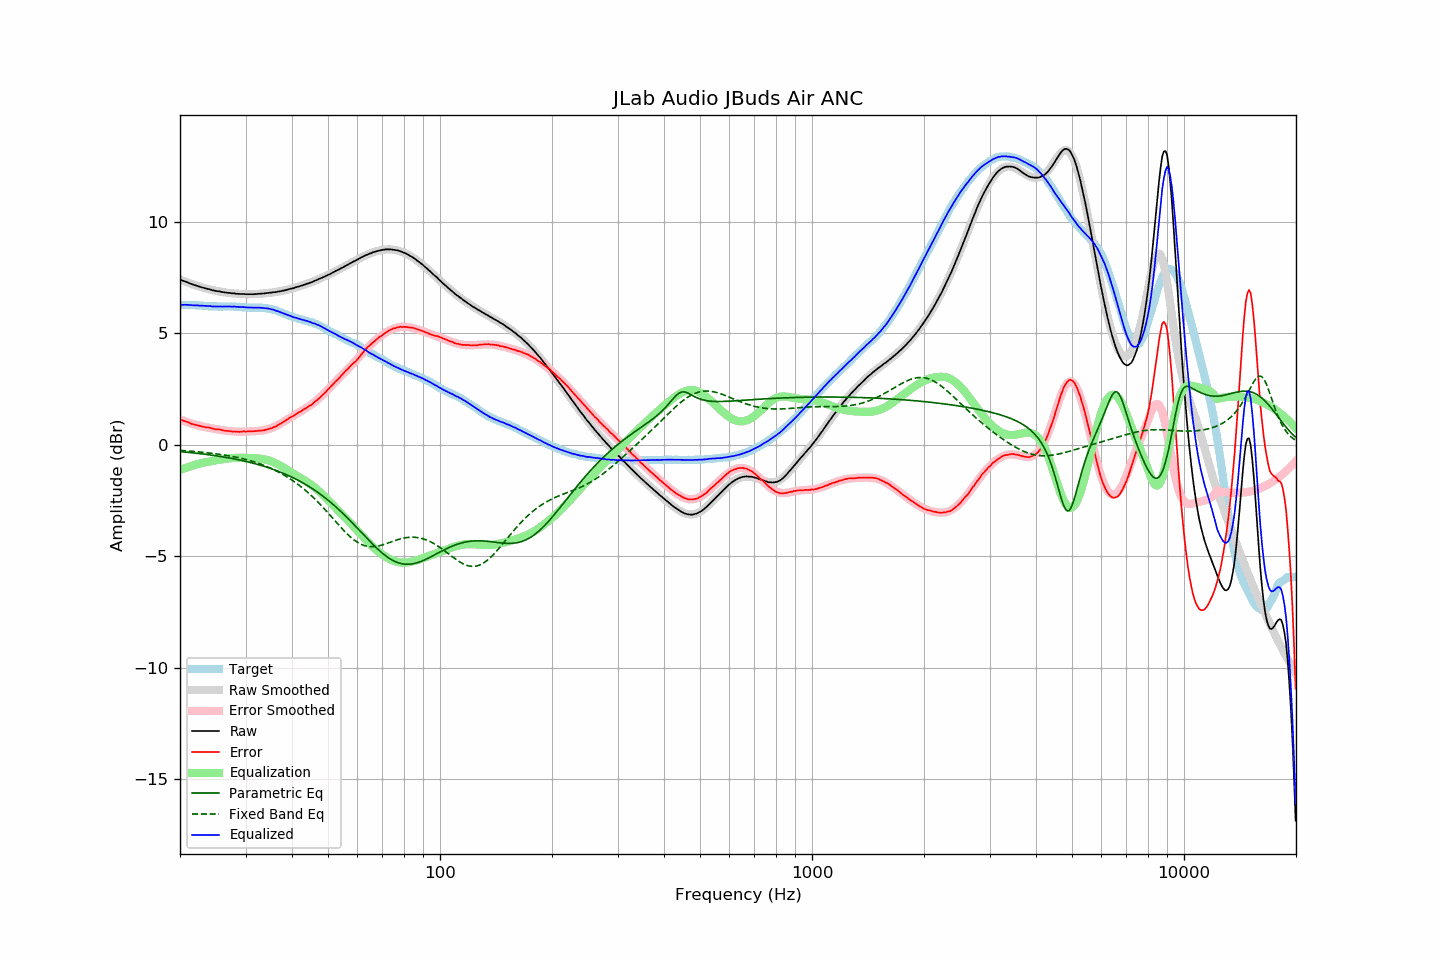 JLab Audio JBuds Air ANC
Amplitude (dBr)
10
5
0
−5
−10
−15
Target
Raw Smoothed
Error Smoothed
Raw
Error
Equalization
Parametric Eq
Fixed Band Eq
Equalized
100
1000
10000
Frequency (Hz)